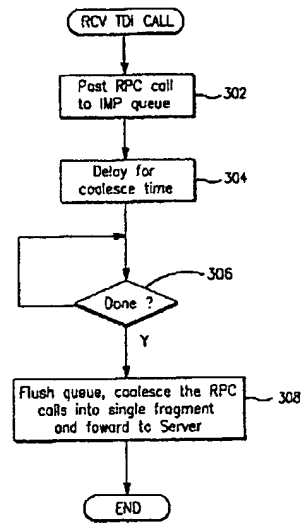 RCV TDI CALL
Post RPC call
to IMP queue
302
Delay for
coalesce time
304
306
Done ?
Y
Flush queue, coalesce the RPC
calls into single fragment
and foward to Server
308
END